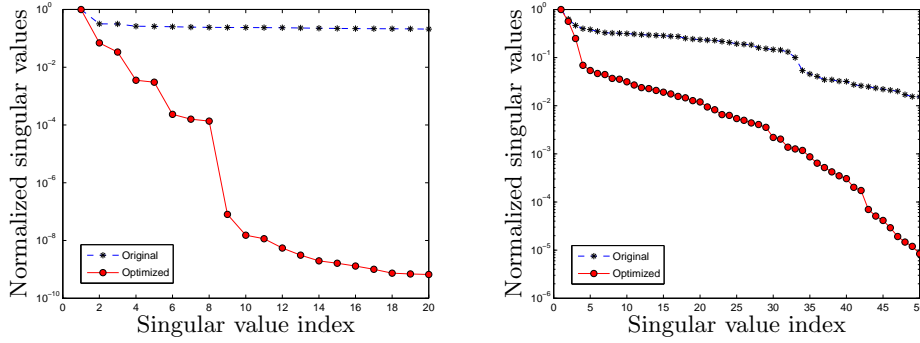 Normalized singular values
10^0
10^-2
10^-4
10^-6
10^-8
10^-10
Original
Optimized
0 2 4 6 8 10 12 14 16 18 20
Singular value index
Normalized singular values
10^0
10^-1
10^-2
10^-3
10^-4
10^-5
10^-6
Original
Optimized
0 5 10 15 20 25 30 35 40 45 50
Singular value index